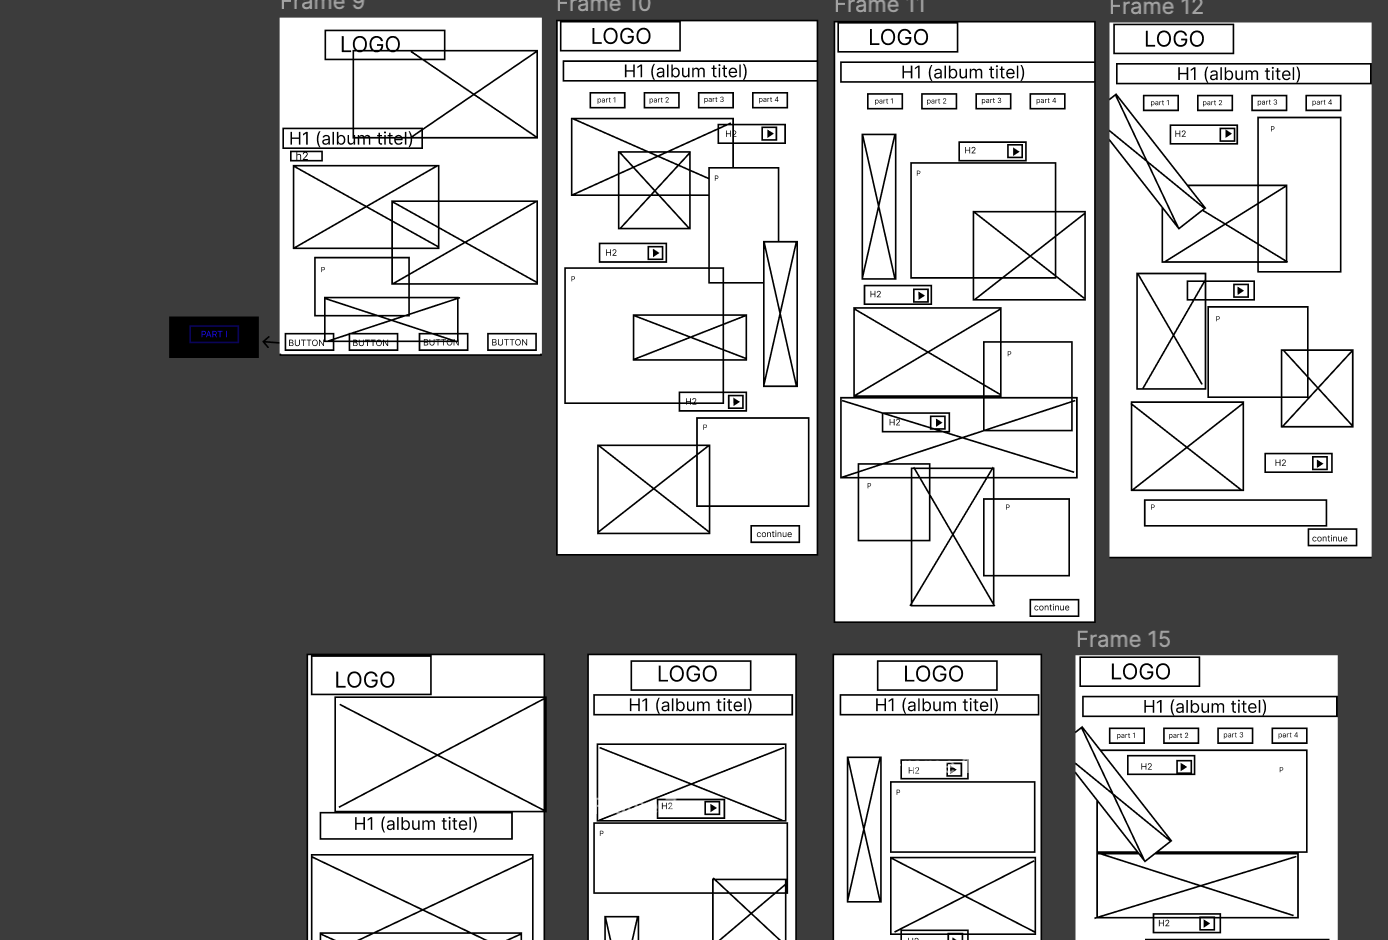 Frame 9
LOGO
H1 (album titel)
h2
P
BUTTON
BUTTON
BUTTON
BUTTON
PART 1
Frame 10
LOGO
H1 (album titel)
part 1
part 2
part 3
part 4
H2
P
H2
P
H2
P
continue
Frame 11
LOGO
H1 (album titel)
part 1
part 2
part 3
part 4
H2
P
H2
P
H2
P
P
continue
Frame 12
LOGO
H1 (album titel)
part 1
part 2
part 3
part 4
H2
P
P
H2
P
continue
LOGO
H1 (album titel)
LOGO
H1 (album titel)
H2
P
LOGO
H1 (album titel)
H2
P
H2
Frame 15
LOGO
H1 (album titel)
part 1
part 2
part 3
part 4
H2
P
H2